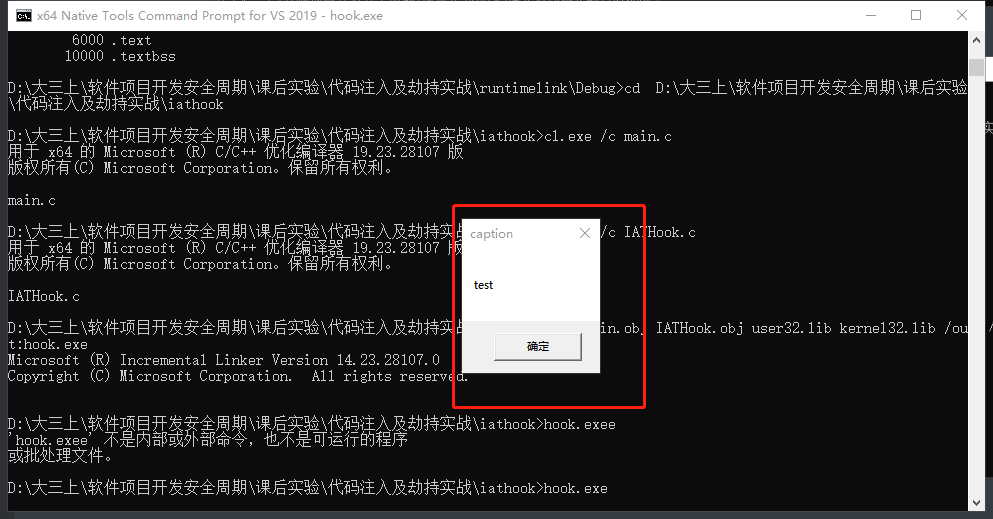 x64 Native Tools Command Prompt for VS 2019 - hook.exe
6000 .text
10000 .textbss
D:\大三上\软件项目开发安全周期\课后实验\代码注入及劫持实战\runtimelink\Debug>cd  D:\大三上\软件项目开发安全周期\课后实验
\代码注入及劫持实战\iathook
D:\大三上\软件项目开发安全周期\课后实验\代码注入及劫持实战\iathook>cl.exe /c main.c
用于 x64 的 Microsoft (R) C/C++ 优化编译器 19.23.28107 版
版权所有(C) Microsoft Corporation。保留所有权利。
main.c
D:\大三上\软件项目开发安全周期\课后实验\代码注入及劫持实战 /c IATHook.c
用于 x64 的 Microsoft (R) C/C++ 优化编译器 19.23.28107 版
版权所有(C) Microsoft Corporation。保留所有权利。
IATHook.c
D:\大三上\软件项目开发安全周期\课后实验\代码注入及劫持实战 in.obj IATHook.obj user32.lib kernel32.lib /ou
t:hook.exe
Microsoft (R) Incremental Linker Version 14.23.28107.0
Copyright (C) Microsoft Corporation.  All rights reserved.
D:\大三上\软件项目开发安全周期\课后实验\代码注入及劫持实战\iathook>hook.exee
'hook.exee' 不是内部或外部命令，也不是可运行的程序
或批处理文件。
D:\大三上\软件项目开发安全周期\课后实验\代码注入及劫持实战\iathook>hook.exe
caption
test
确定